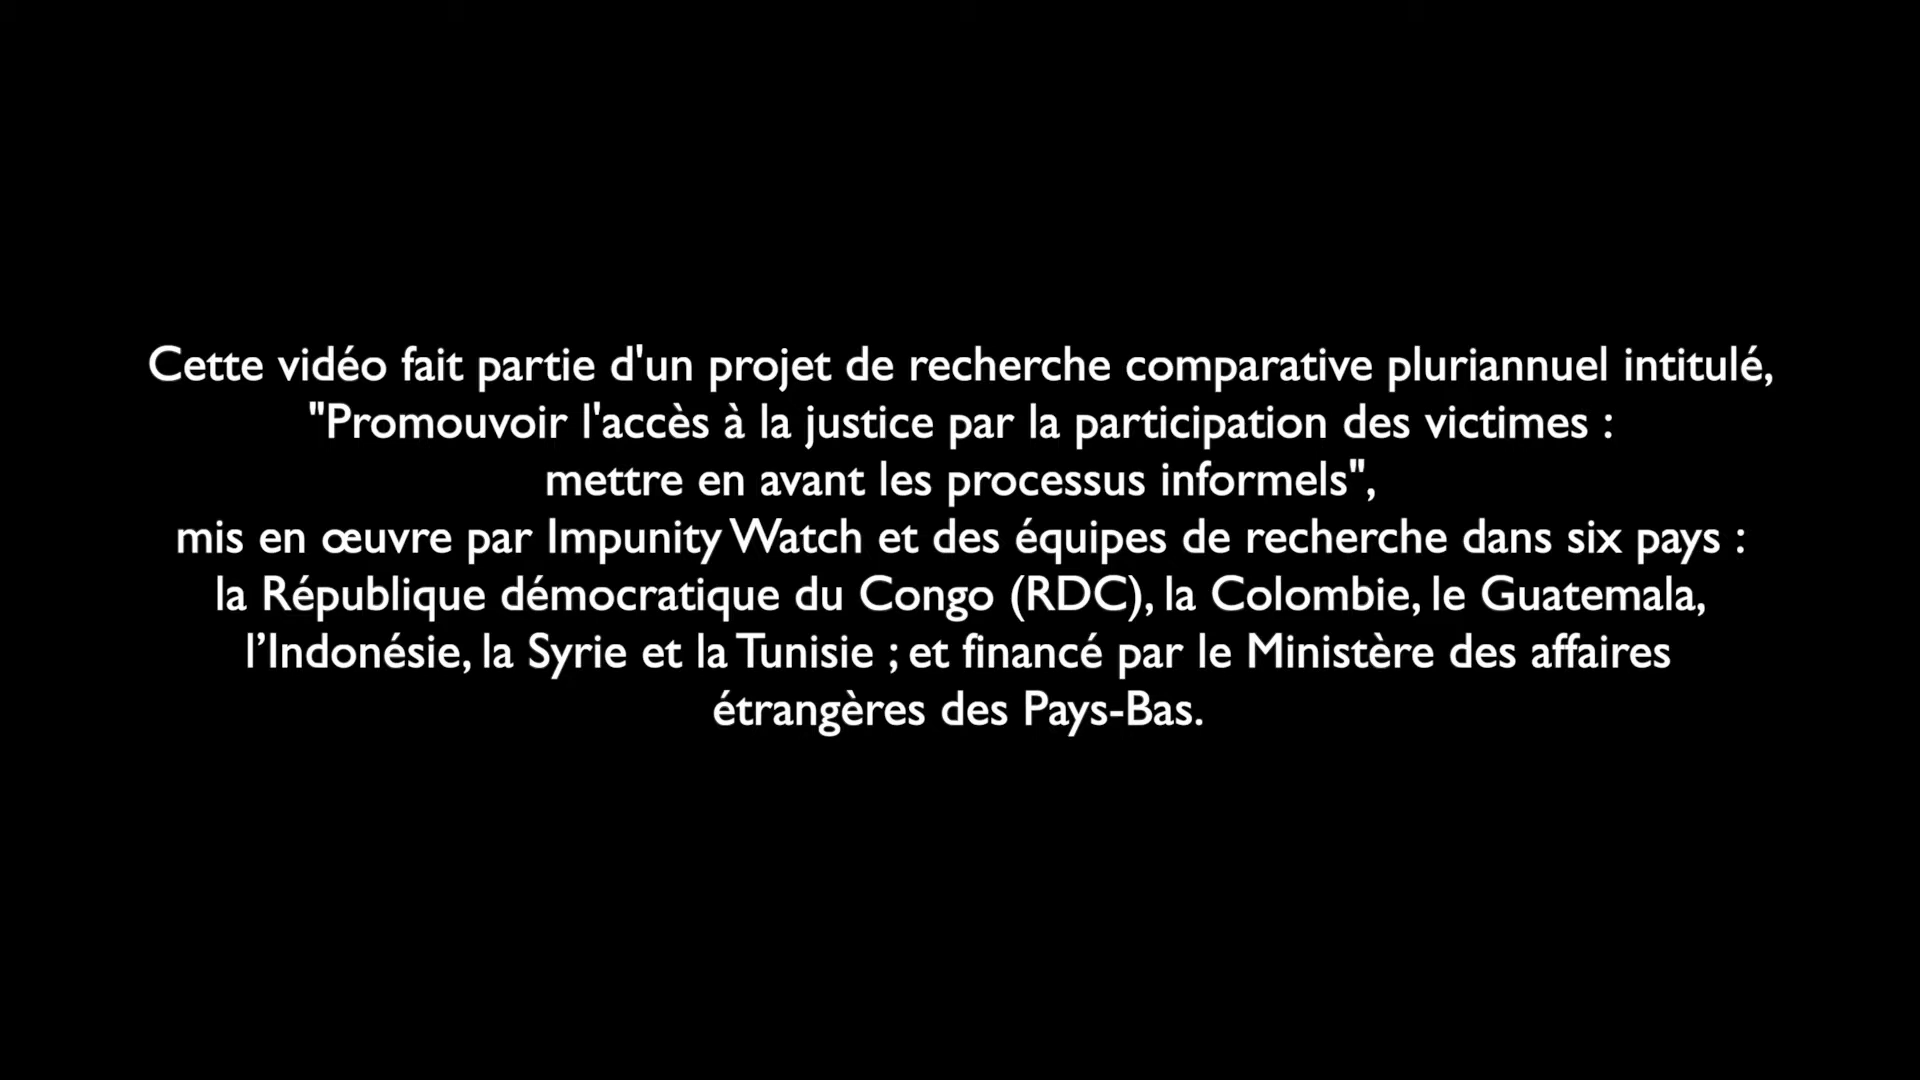 Cette vidéo fait partie d'un projet de recherche comparative pluriannuel intitulé,
"Promouvoir l'accès à la justice par la participation des victimes :
mettre en avant les processus informels",
mis en œuvre par Impunity Watch et des équipes de recherche dans six pays :
la République démocratique du Congo (RDC), la Colombie, le Guatemala,
l’Indonésie, la Syrie et la Tunisie ; et financé par le Ministère des affaires
étrangères des Pays-Bas.